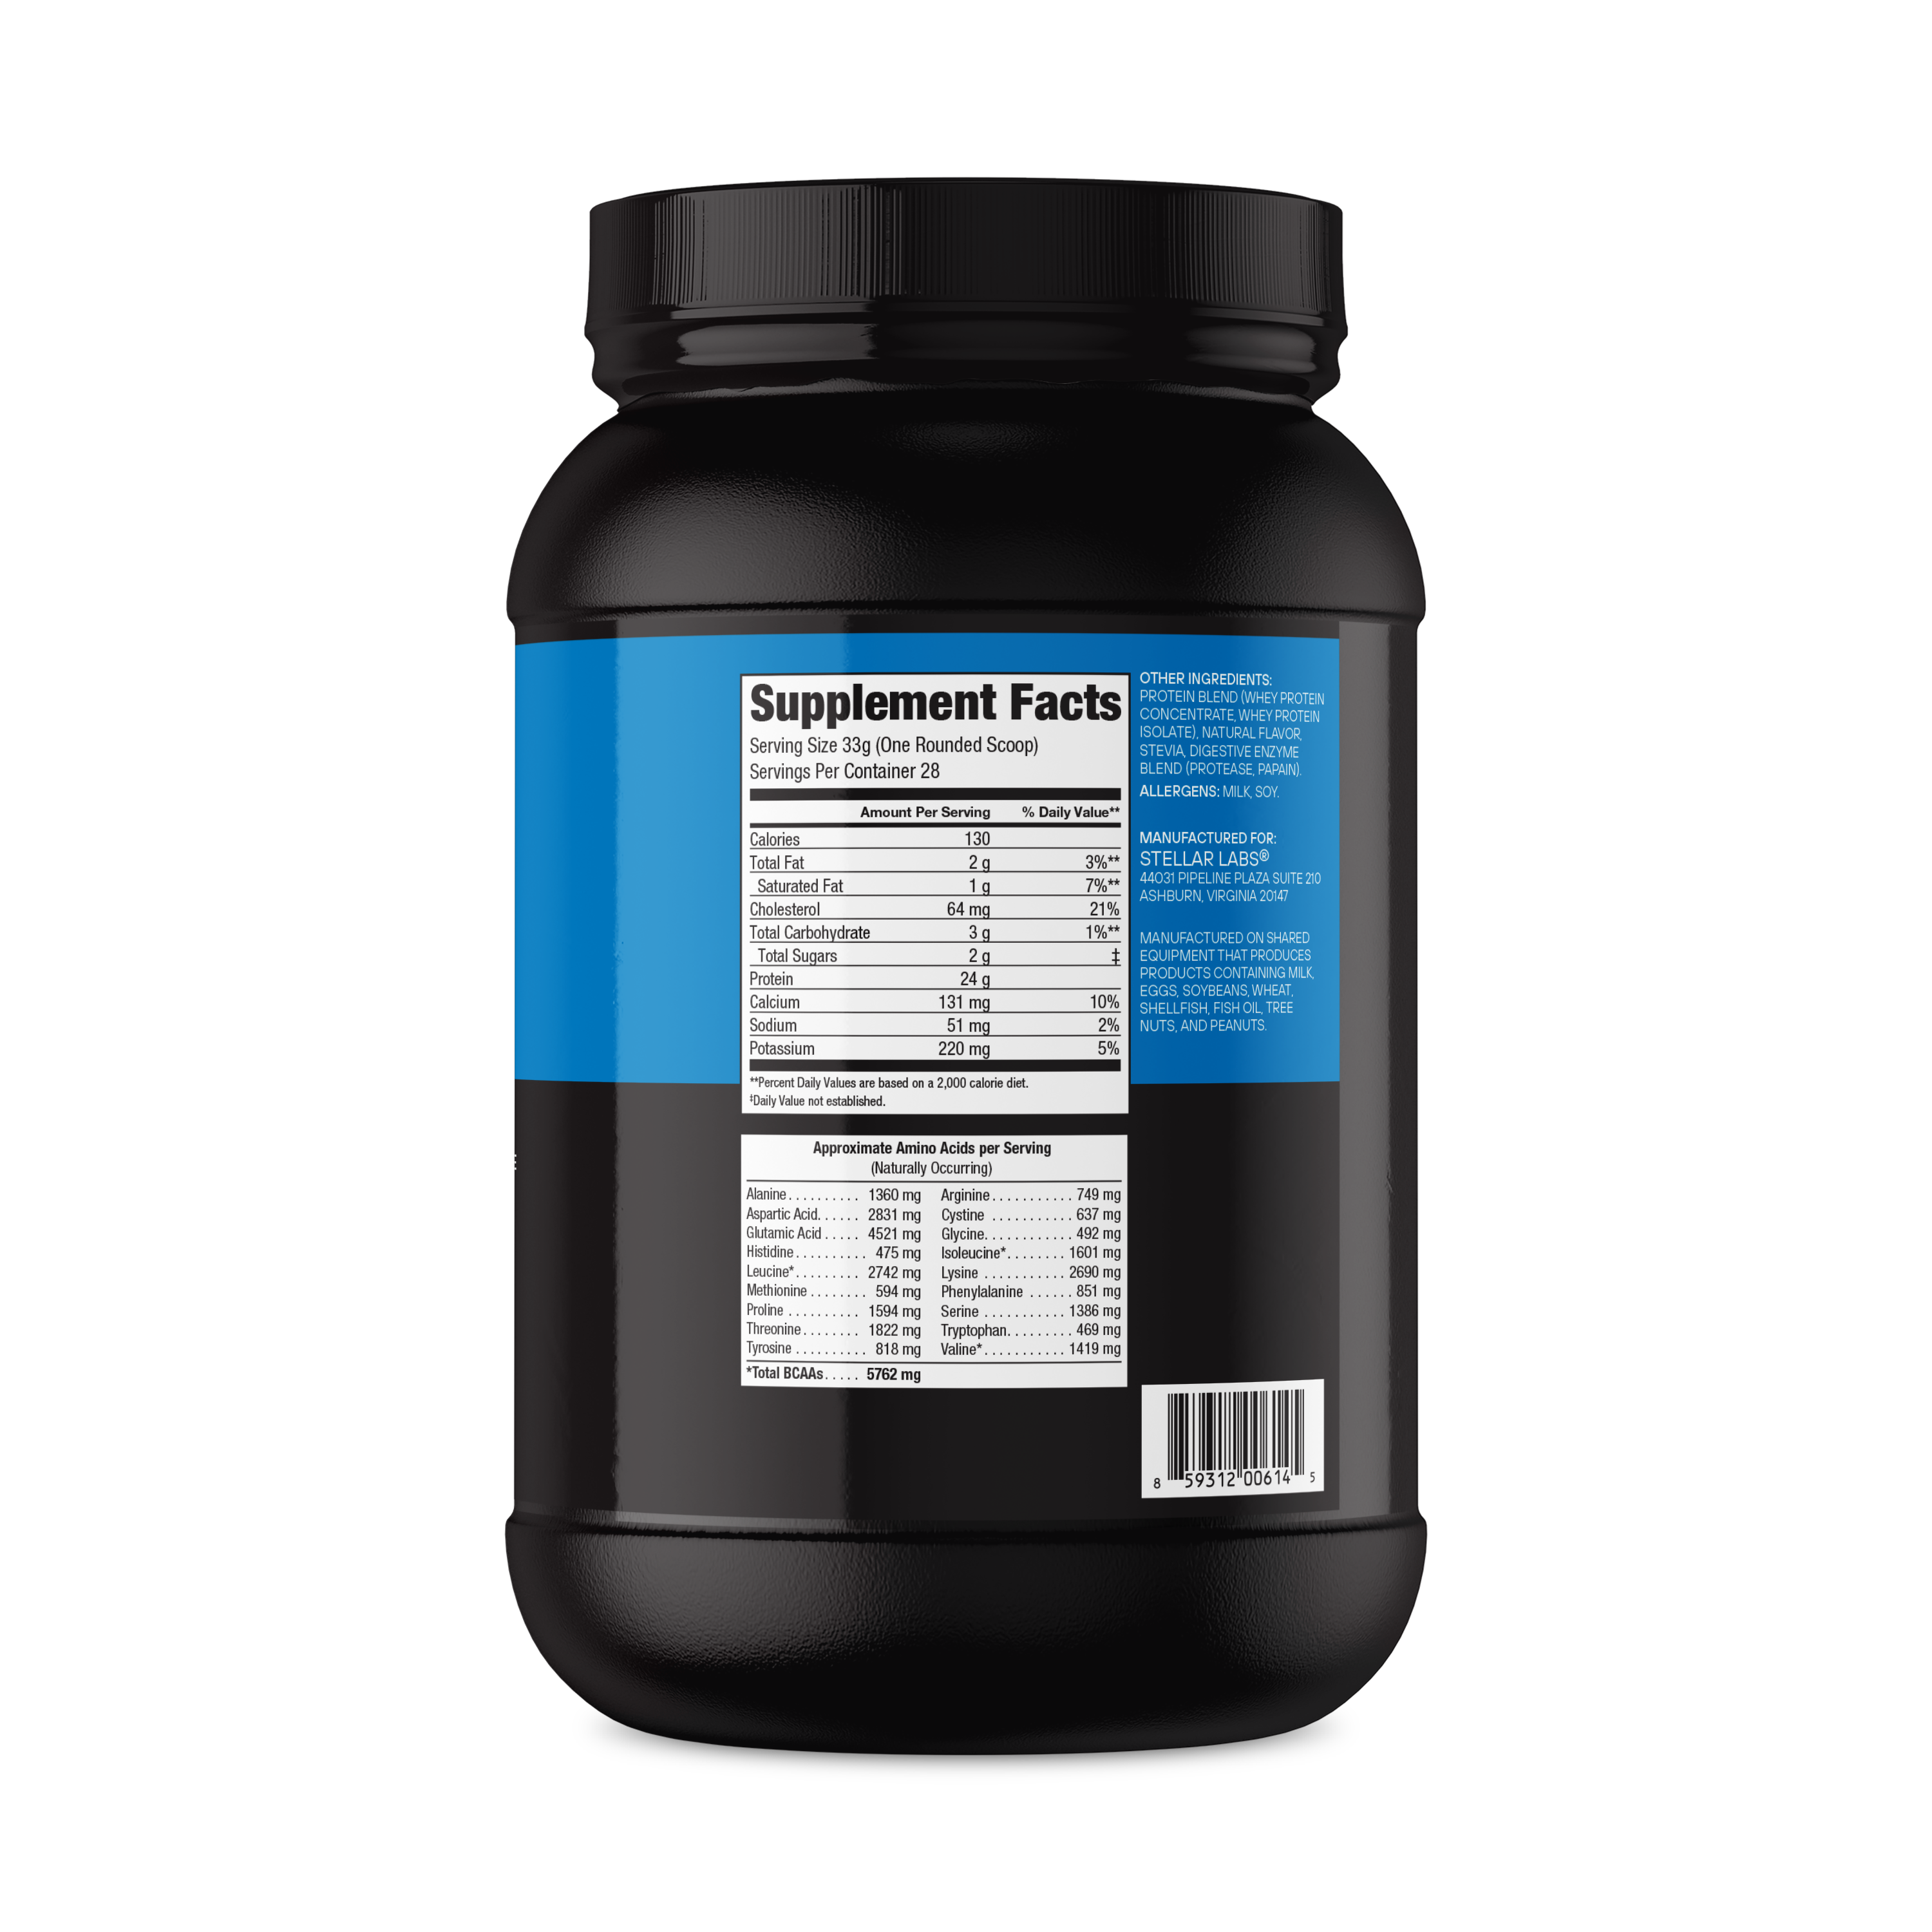 Supplement Facts
Serving Size 33g (One Rounded Scoop)
Servings Per Container 28
Amount Per Serving % Daily Value**
Calories 130
Total Fat 2 g 3%**
Saturated Fat 1 g 7%**
Cholesterol 64 mg 21%
Total Carbohydrate 3 g 1%**
Total Sugars 2 g ‡
Protein 24 g
Calcium 131 mg 10%
Sodium 51 mg 2%
Potassium 220 mg 5%
**Percent Daily Values are based on a 2,000 calorie diet.
‡Daily Value not established.
Approximate Amino Acids per Serving
(Naturally Occurring)
Alanine.......... 1360 mg Arginine........... 749 mg
Aspartic Acid...... 2831 mg Cystine ........... 637 mg
Glutamic Acid ..... 4521 mg Glycine............ 492 mg
Histidine.......... 475 mg Isoleucine*........ 1601 mg
Leucine*......... 2742 mg Lysine ........... 2690 mg
Methionine ........ 594 mg Phenylalanine ...... 851 mg
Proline .......... 1594 mg Serine ........... 1386 mg
Threonine........ 1822 mg Tryptophan......... 469 mg
Tyrosine .......... 818 mg Valine*........... 1419 mg
*Total BCAAs..... 5762 mg
OTHER INGREDIENTS:
PROTEIN BLEND (WHEY PROTEIN
CONCENTRATE, WHEY PROTEIN
ISOLATE), NATURAL FLAVOR,
STEVIA, DIGESTIVE ENZYME
BLEND (PROTEASE, PAPAIN).
ALLERGENS: MILK, SOY.
MANUFACTURED FOR:
STELLAR LABS®
44031 PIPELINE PLAZA SUITE 210
ASHBURN, VIRGINIA 20147
MANUFACTURED ON SHARED
EQUIPMENT THAT PRODUCES
PRODUCTS CONTAINING MILK,
EGGS, SOYBEANS, WHEAT,
SHELLFISH, FISH OIL, TREE
NUTS, AND PEANUTS.
8 59312 00614 5